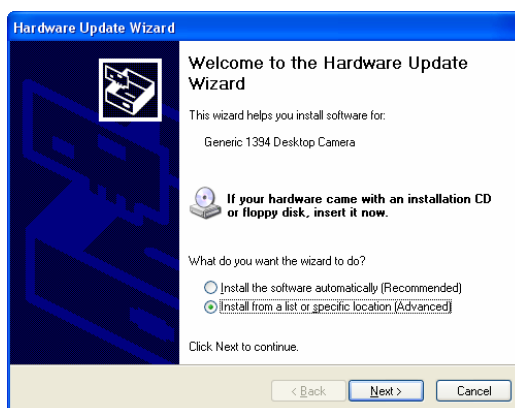 Hardware Update Wizard
Welcome to the Hardware Update
Wizard
This wizard helps you install software for:
Generic 1394 Desktop Camera
If your hardware came with an installation CD
or floppy disk, insert it now.
What do you want the wizard to do?
Install the software automatically (Recommended)
Install from a list or specific location (Advanced)
Click Next to continue.
< Back Next > Cancel